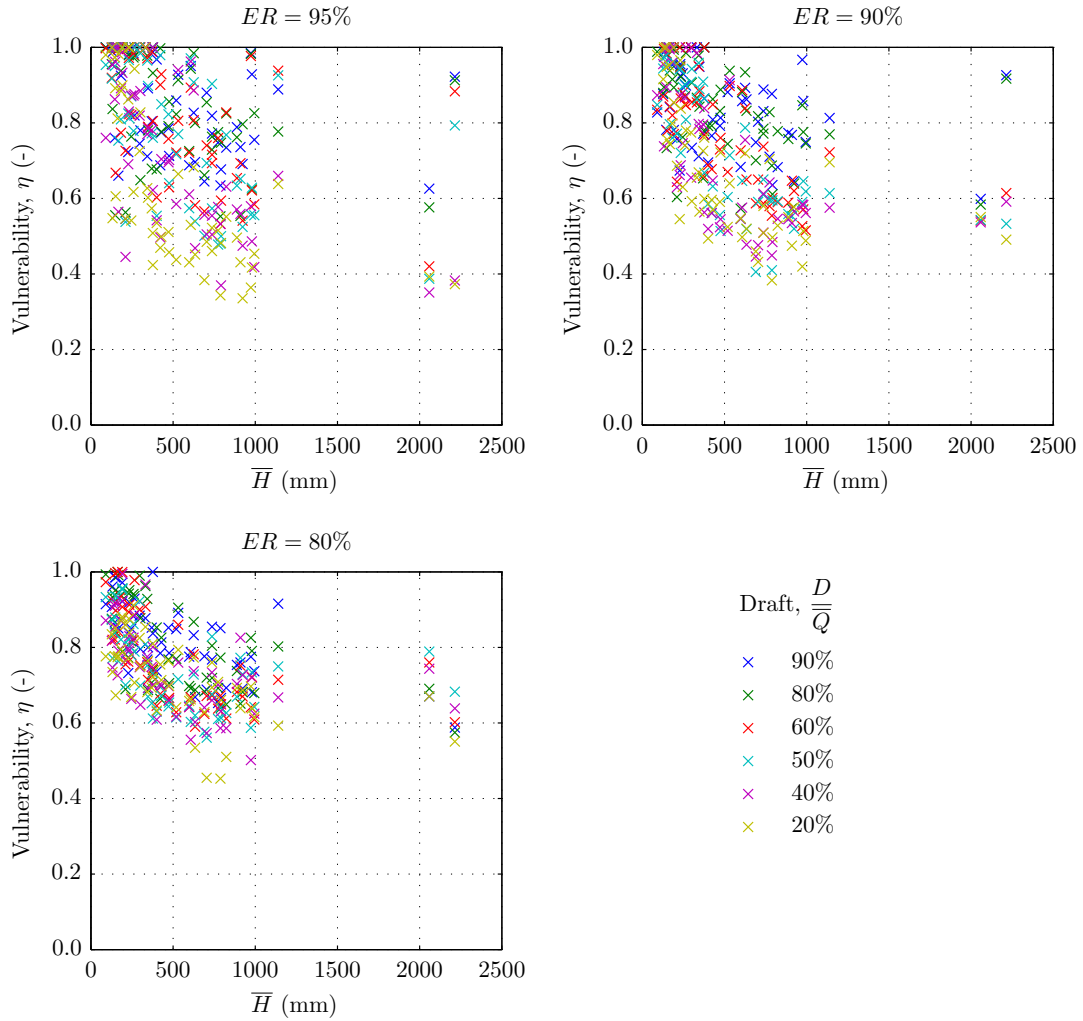 ER = 95%
1.0
0.8
0.6
0.4
0.2
0.0
0 500 1000 1500 2000 2500
Vulnerability, η (-)
H̅ (mm)
ER = 90%
1.0
0.8
0.6
0.4
0.2
0.0
0 500 1000 1500 2000 2500
Vulnerability, η (-)
H̅ (mm)
ER = 80%
1.0
0.8
0.6
0.4
0.2
0.0
0 500 1000 1500 2000 2500
Vulnerability, η (-)
H̅ (mm)
Draft, D/Q̅
90%
80%
60%
50%
40%
20%